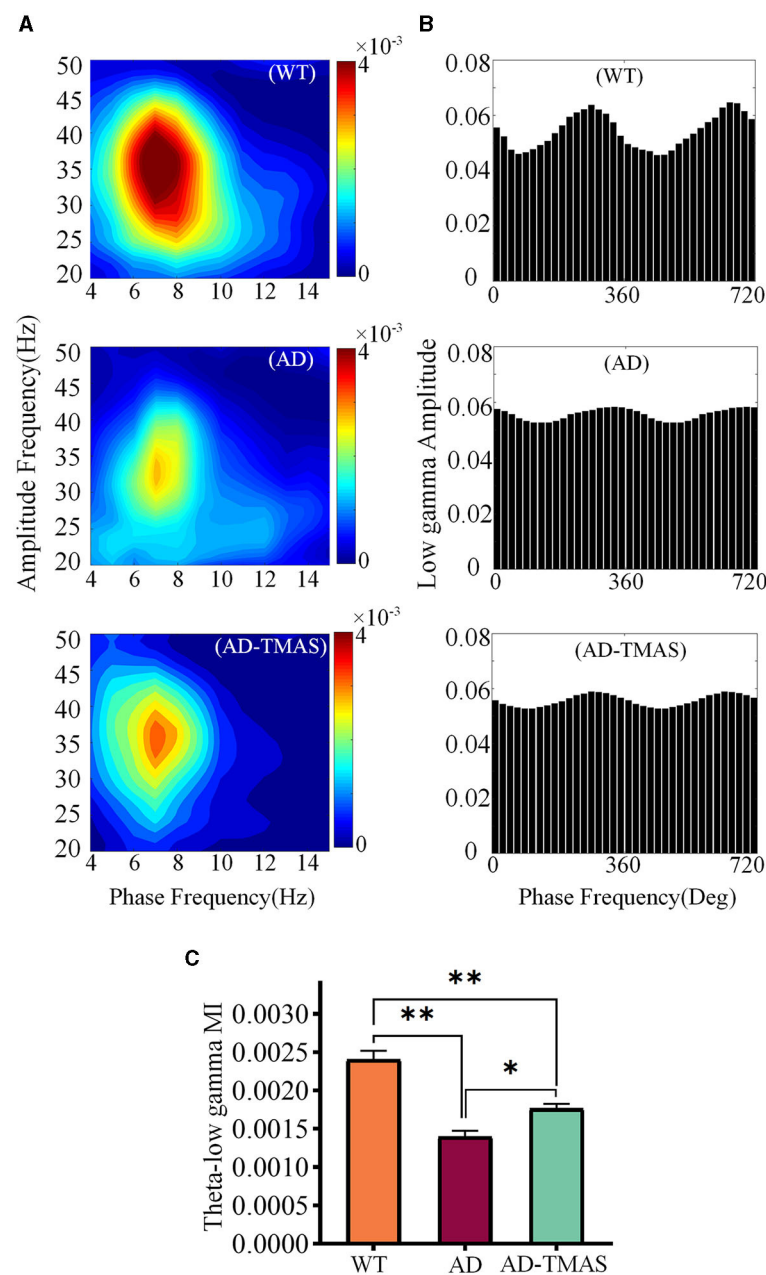 A
B
×10⁻³
50
(WT)
4
45
40
35
30
25
20
0
4 6 8 10 12 14
0.08
(WT)
0.06
0.04
0.02
0
0 360 720
×10⁻³
50
(AD)
4
45
40
35
30
25
20
0
4 6 8 10 12 14
Amplitude Frequency(Hz)
0.08
(AD)
0.06
0.04
0.02
0
0 360 720
Low gamma Amplitude
×10⁻³
50
(AD-TMAS)
4
45
40
35
30
25
20
0
4 6 8 10 12 14
Phase Frequency(Hz)
0.08
(AD-TMAS)
0.06
0.04
0.02
0
0 360 720
Phase Frequency(Deg)
C
Theta-low gamma MI
0.0030
0.0025
0.0020
0.0015
0.0010
0.0005
0.0000
**
**
*
WT AD AD-TMAS